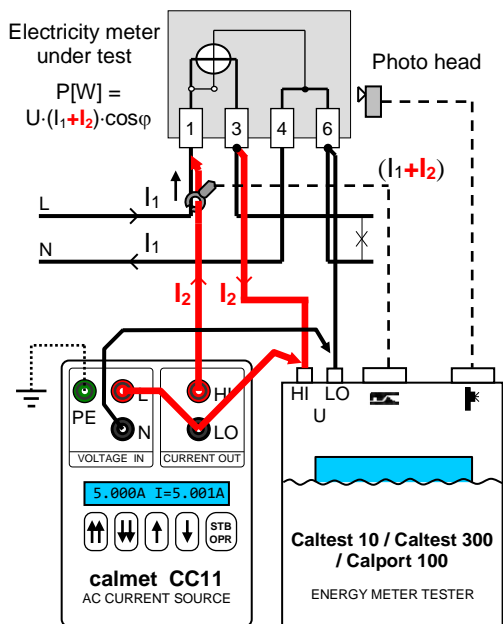 Electricity meter
under test
P[W] =
U·(I₁+I₂)·cosφ
1
3
4
6
Photo head
(I₁+I₂)
L
I₁
N
I₁
I₂
I₂
HI
LO
U
PE
L
N
HI
LO
VOLTAGE IN
CURRENT OUT
5.000A I=5.001A
STB
OPR
calmet CC11
AC CURRENT SOURCE
Caltest 10 / Caltest 300
/ Calport 100
ENERGY METER TESTER